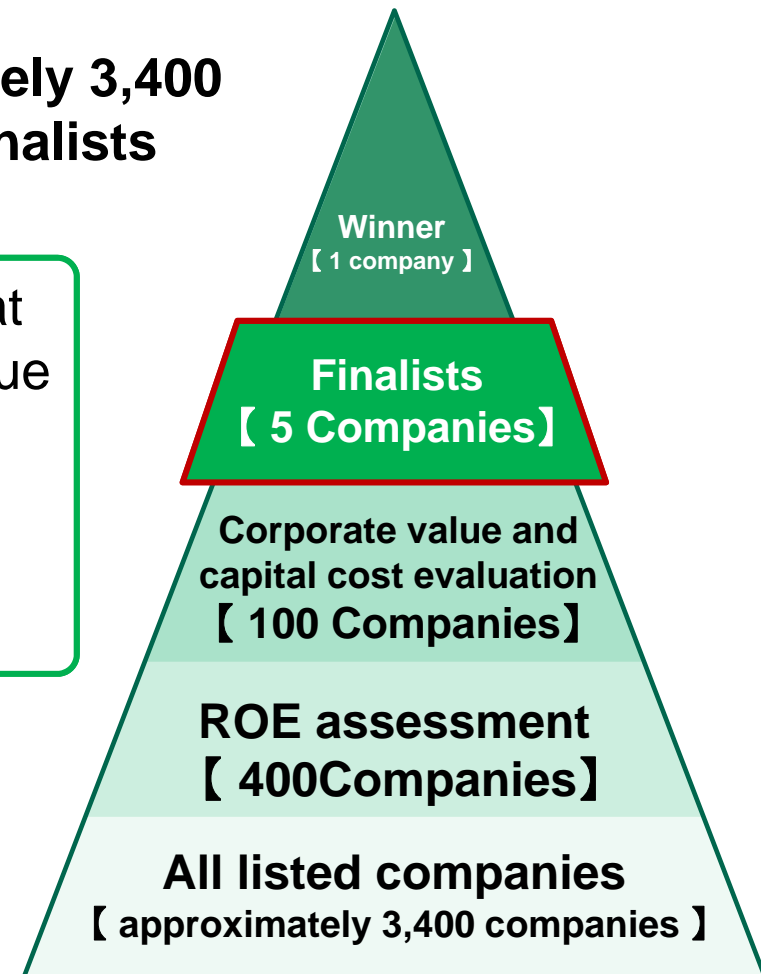 ely 3,400
nalists
at
ue
Winner
【 1 company 】
Finalists
【 5 Companies】
Corporate value and
capital cost evaluation
【 100 Companies】
ROE assessment
【 400Companies】
All listed companies
【 approximately 3,400 companies 】